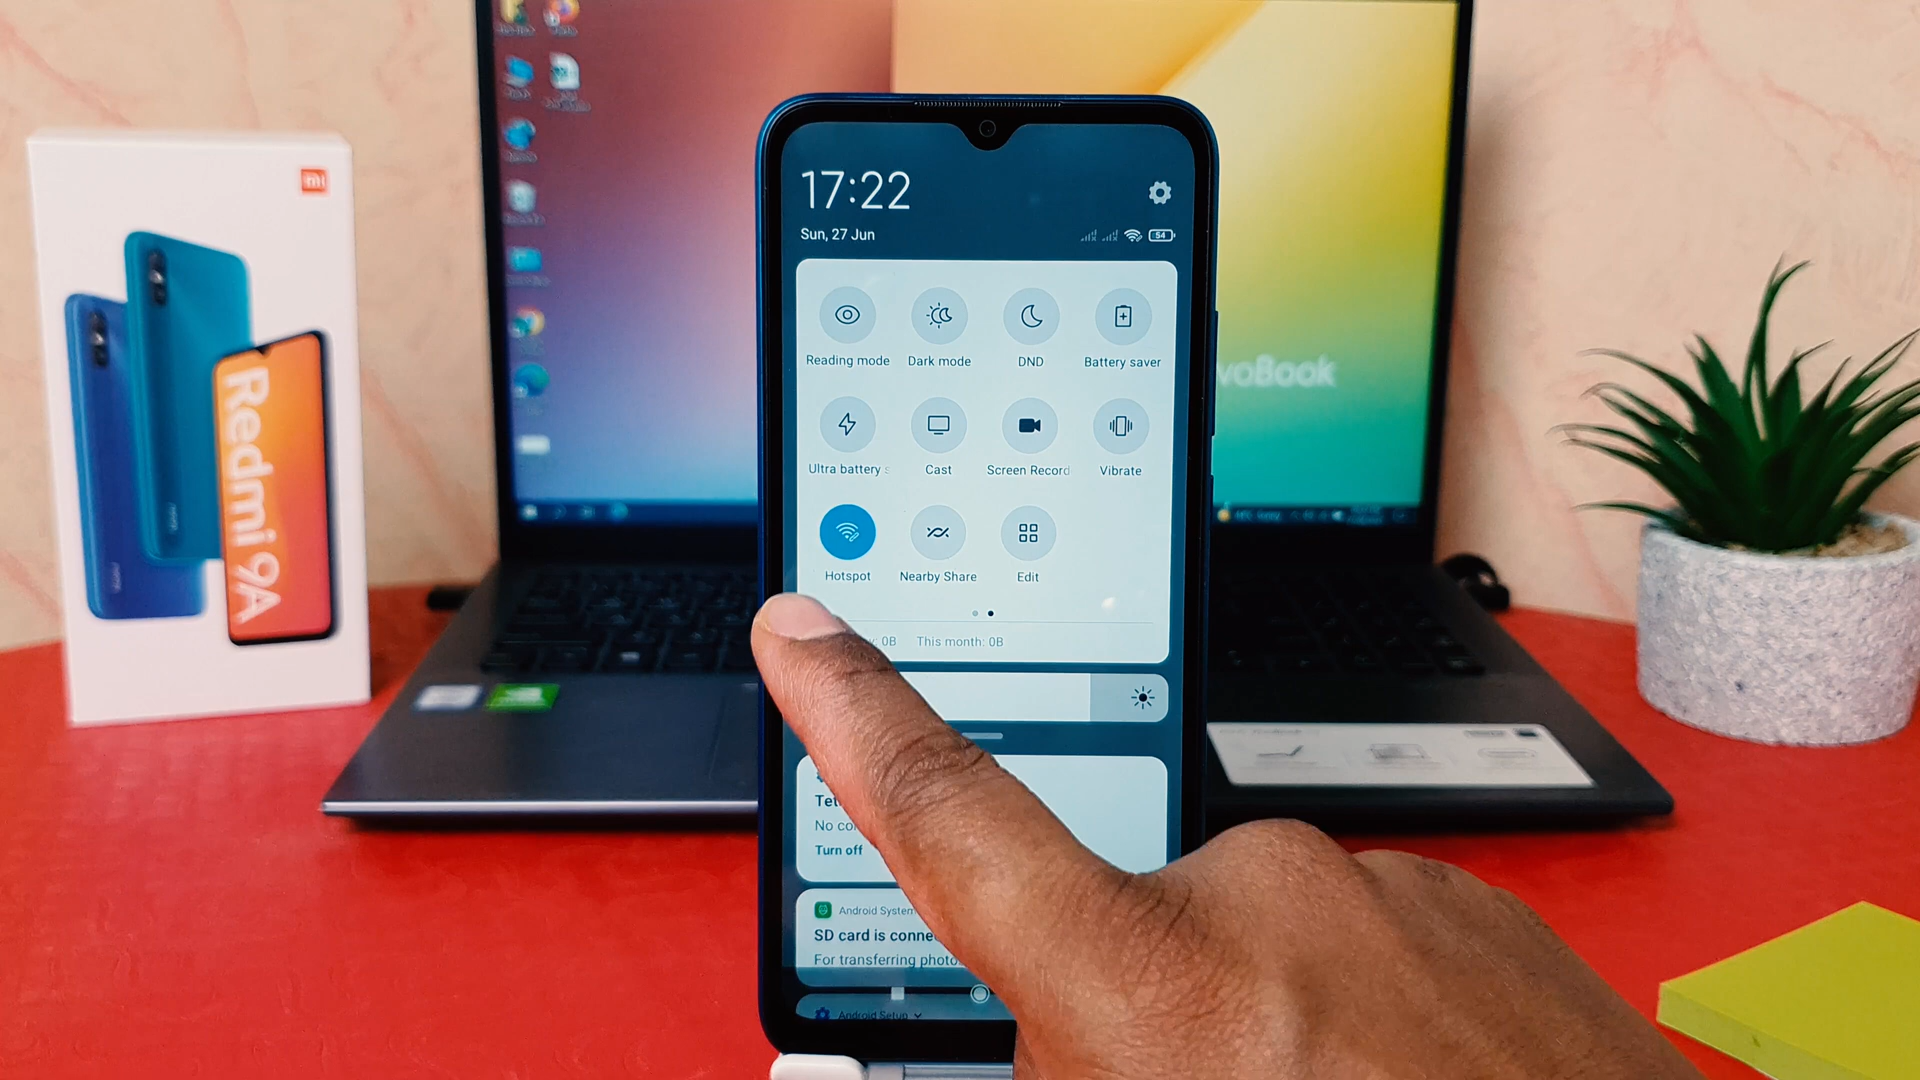 mi
Redmi 9A
17:22
Sun, 27 Jun
54
Reading mode
Dark mode
DND
Battery saver
voBook
Ultra battery s
Cast
Screen Record
Vibrate
Hotspot
Nearby Share
Edit
: 0B This month: 0B
Tet
No co
Turn off
Android System
SD card is conne
For transferring photo
Android Setup